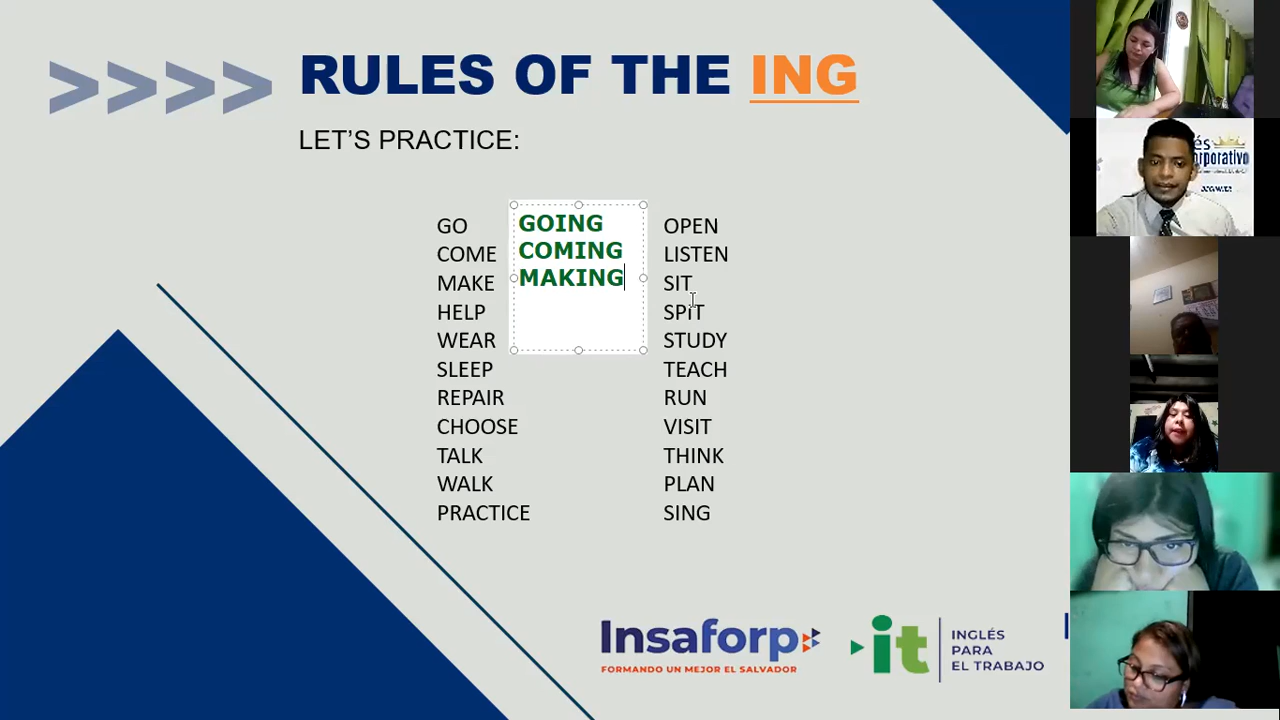 >>>> RULES OF THE ING
LET'S PRACTICE:
GO
COME
MAKE
HELP
WEAR
SLEEP
REPAIR
CHOOSE
TALK
WALK
PRACTICE
GOING
COMING
MAKING
OPEN
LISTEN
SIT
SPIT
STUDY
TEACH
RUN
VISIT
THINK
PLAN
SING
Insaforp
FORMANDO UN MEJOR EL SALVADOR
it
INGLÉS
PARA
EL TRABAJO
és
orporativo